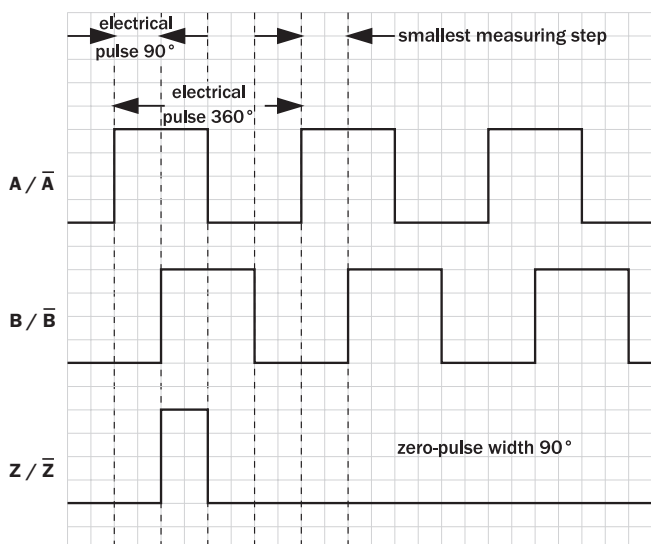 electrical
pulse 90°
smallest measuring step
electrical
pulse 360°
A / A̅
B / B̅
zero-pulse width 90°
Z / Z̅